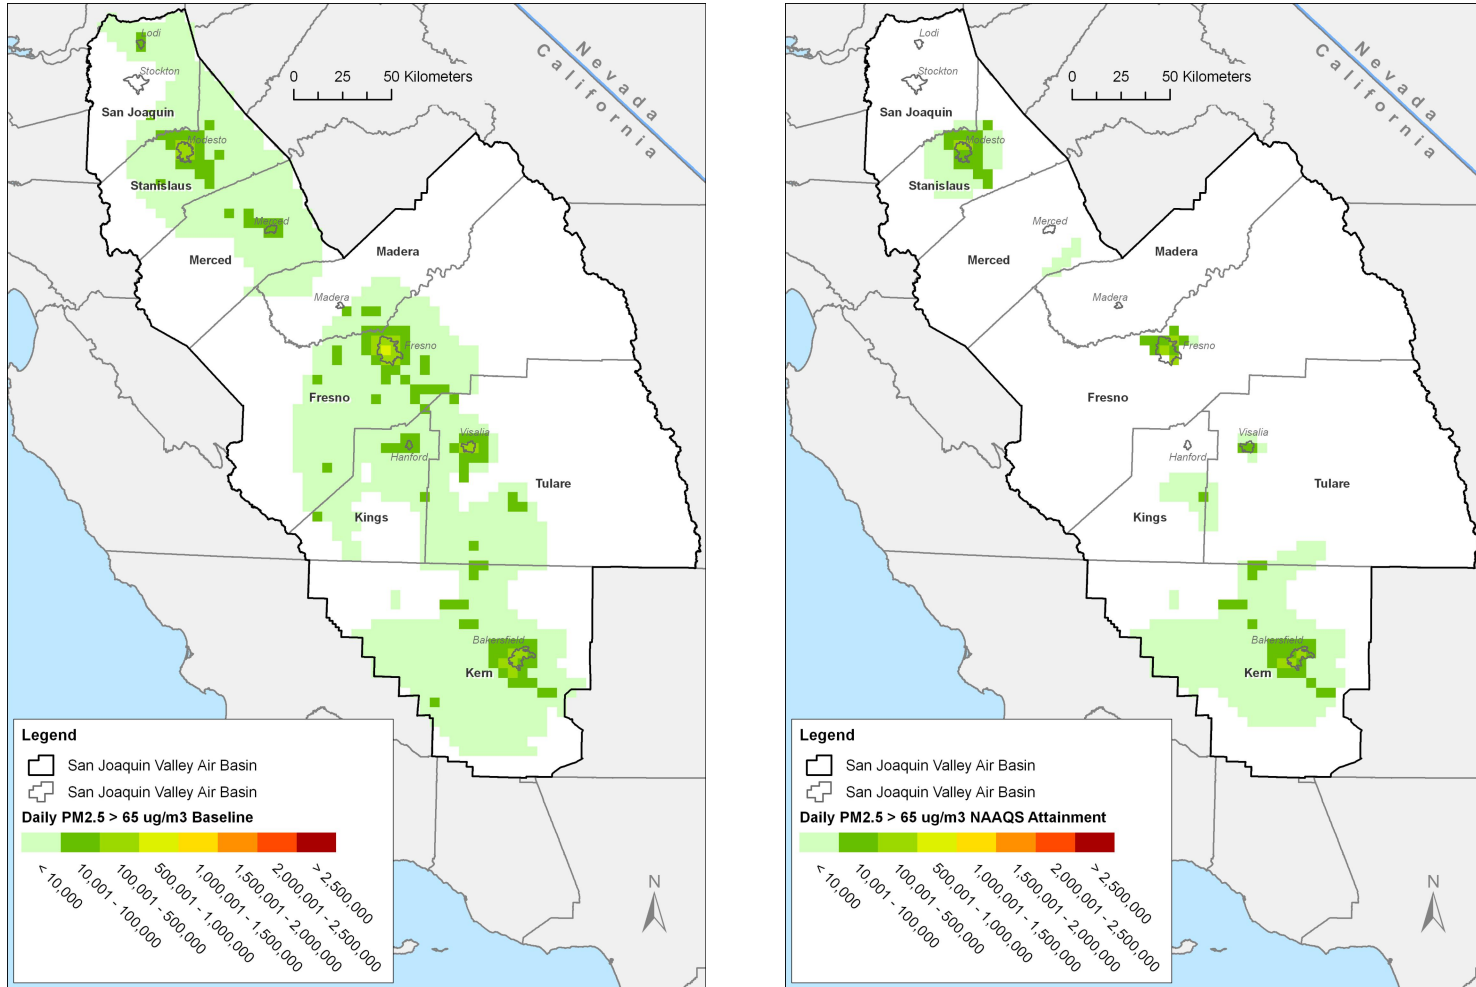 Lodi
Stockton
San Joaquin
Modesto
Stanislaus
Merced
Merced
Madera
Madera
Fresno
Fresno
Visalia
Hanford
Tulare
Kings
Bakersfield
Kern
0 25 50 Kilometers
Nevada
California
Legend
San Joaquin Valley Air Basin
San Joaquin Valley Air Basin
Daily PM2.5 > 65 ug/m3 Baseline
< 10,000
10,001 - 100,000
100,001 - 500,000
500,001 - 1,000,000
1,000,001 - 1,500,000
1,500,001 - 2,000,000
2,000,001 - 2,500,000
> 2,500,000
N
Lodi
Stockton
San Joaquin
Modesto
Stanislaus
Merced
Merced
Madera
Madera
Fresno
Fresno
Visalia
Hanford
Tulare
Kings
Bakersfield
Kern
0 25 50 Kilometers
Nevada
California
Legend
San Joaquin Valley Air Basin
San Joaquin Valley Air Basin
Daily PM2.5 > 65 ug/m3 NAAQS Attainment
< 10,000
10,001 - 100,000
100,001 - 500,000
500,001 - 1,000,000
1,000,001 - 1,500,000
1,500,001 - 2,000,000
2,000,001 - 2,500,000
> 2,500,000
N